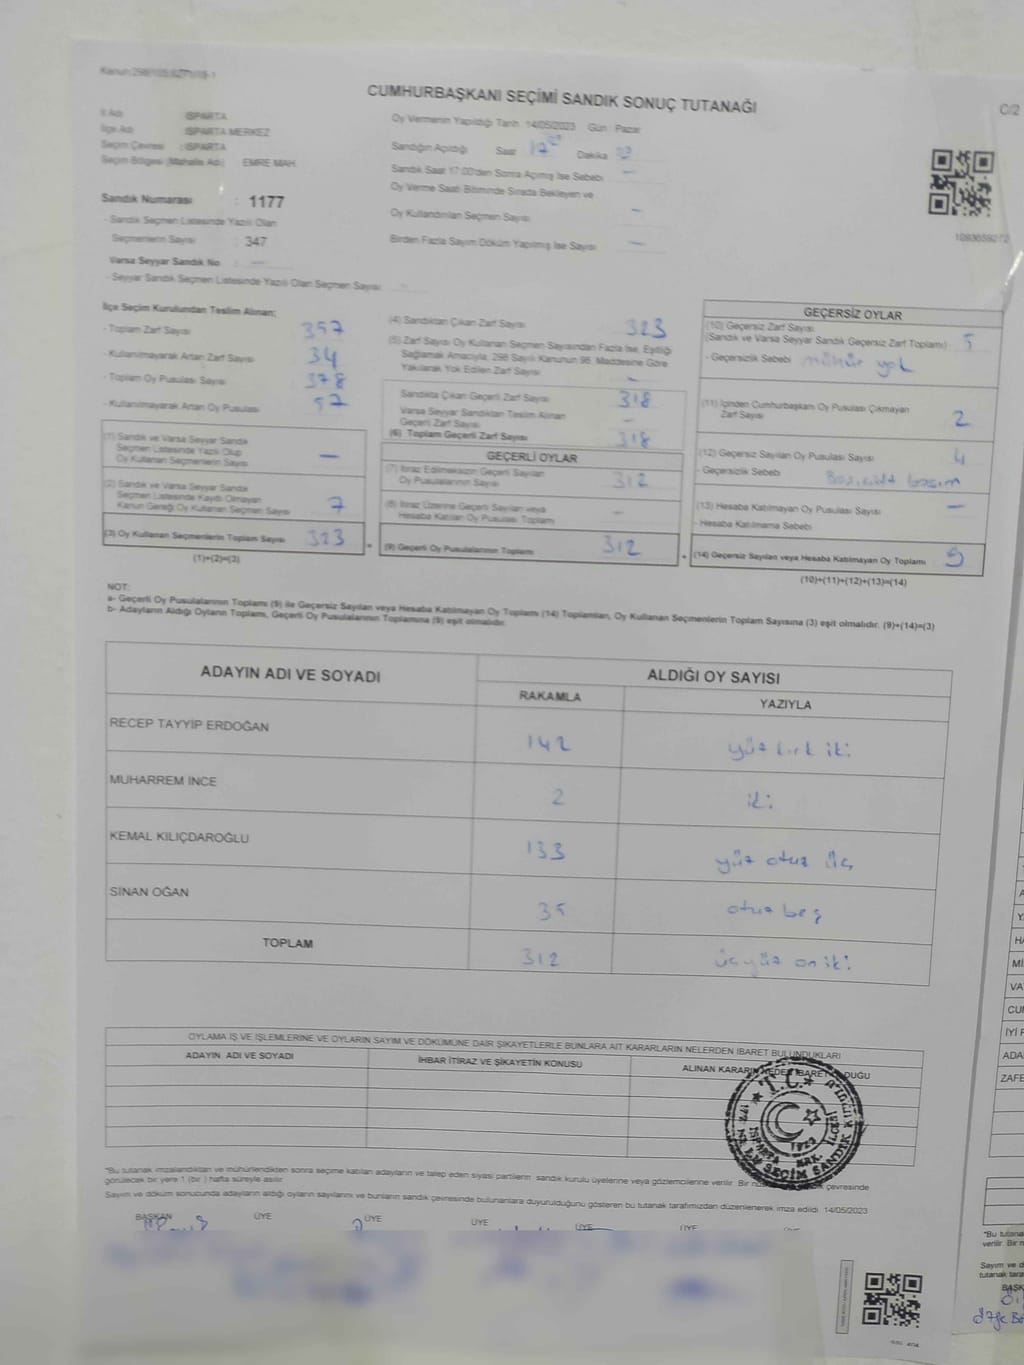 CUMHURBAŞKANI SEÇİMİ SANDIK SONUÇ TUTANAĞI
C/2
İl Adı : ISPARTA
İlçe Adı : ISPARTA MERKEZ
Seçim Çevresi : ISPARTA
Seçim Bölgesi (Mahalle Adı) EMRE MAH.
Sandık Numarası : 1177
- Sandık Seçmen Listesinde Yazılı Olan
Seçmenlerin Sayısı : 347
Varsa Seyyar Sandık No : —
- Seyyar Sandık Seçmen Listesinde Yazılı Olan Seçmen Sayısı :
Oy Vermenin Yapıldığı Tarih : 14/05/2023 Gün : Pazar
Sandığın Açıldığı Saat 17 Dakika
Sandık Saat 17:00'den Sonra Açılmış İse Sebebi —
Oy Verme Saati Bitiminde Sırada Bekleyen ve
Oy Kullandırılan Seçmen Sayısı —
Birden Fazla Sayım Döküm Yapılmış İse Sayısı —
İlçe Seçim Kurulundan Teslim Alınan;
- Toplam Zarf Sayısı 357
- Kullanılmayarak Artan Zarf Sayısı 34
- Toplam Oy Pusulası Sayısı 378
- Kullanılmayarak Artan Oy Pusulası 57
(1) Sandık ve Varsa Seyyar Sandık
Seçmen Listesinde Yazılı Olup
Oy Kullanan Seçmenlerin Sayısı —
(2) Sandık ve Varsa Seyyar Sandık
Seçmen Listesinde Kayıtlı Olmayan
Kanun Gereği Oy Kullanan Seçmen Sayısı 7
(3) Oy Kullanan Seçmenlerin Toplam Sayısı 323
(1)+(2)=(3)
(4) Sandıktan Çıkan Zarf Sayısı 323
(5) Zarf Sayısı Oy Kullanan Seçmen Sayısından Fazla İse, Eşitliği
Sağlamak Amacıyla, 298 Sayılı Kanunun 98. Maddesine Göre
Yakılarak Yok Edilen Zarf Sayısı —
Sandıkta Çıkan Geçerli Zarf Sayısı 318
Varsa Seyyar Sandıktan Teslim Alınan
Geçerli Zarf Sayısı —
(6) Toplam Geçerli Zarf Sayısı 318
GEÇERLİ OYLAR
(7) İtiraz Edilmeksizin Geçerli Sayılan
Oy Pusulalarının Sayısı 312
(8) İtiraz Üzerine Geçerli Sayılan veya
Hesaba Katılan Oy Pusulası Toplamı —
(9) Geçerli Oy Pusulalarının Toplamı 312
GEÇERSİZ OYLAR
(10) Geçersiz Zarf Sayısı
(Sandık ve Varsa Seyyar Sandık Geçersiz Zarf Toplamı) : 5
- Geçersizlik Sebebi mühür yok
(11) İçinden Cumhurbaşkanı Oy Pusulası Çıkmayan
Zarf Sayısı 2
(12) Geçersiz Sayılan Oy Pusulası Sayısı 4
- Geçersizlik Sebebi
(13) Hesaba Katılmayan Oy Pusulası Sayısı —
- Hesaba Katılmama Sebebi
(14) Geçersiz Sayılan veya Hesaba Katılmayan Oy Toplamı
(10)+(11)+(12)+(13)=(14)
NOT:
a- Geçerli Oy Pusulalarının Toplamı (9) ile Geçersiz Sayılan veya Hesaba Katılmayan Oy Toplamı (14) Toplamları, Oy Kullanan Seçmenlerin Toplam Sayısına (3) eşit olmalıdır. (9)+(14)=(3)
b- Adayların Aldığı Oyların Toplamı, Geçerli Oy Pusulalarının Toplamına (9) eşit olmalıdır.
ADAYIN ADI VE SOYADI ALDIĞI OY SAYISI
RAKAMLA YAZIYLA
RECEP TAYYİP ERDOĞAN 142 yüz kırk iki
MUHARREM İNCE 2 iki
KEMAL KILIÇDAROĞLU 133 yüz otuz üç
SİNAN OĞAN 35 otuz beş
TOPLAM 312 üçyüz on iki
OYLAMA İŞ VE İŞLEMLERİNE VE OYLARIN SAYIM VE DÖKÜMÜNE DAİR ŞİKAYETLERLE BUNLARA AİT KARARLARIN NELERDEN İBARET BULUNDUKLARI
ADAYIN ADI VE SOYADI İHBAR İTİRAZ VE ŞİKAYETİN KONUSU ALINAN KARARIN NEDEN İBARET OLDUĞU
T.C.
1923
*Bu tutanak imzalandıktan ve mühürlendikten sonra seçime katılan adayların ve talep eden siyasi partilerin sandık kurulu üyelerine veya gözlemcilerine verilir. Bir çevresinde
görülecek bir yere 1 (bir ) hafta süreyle asılır.
Sayım ve döküm sonucunda adayların aldığı oyların sayılarını ve bunların sandık çevresinde bulunanlara duyurulduğunu gösteren bu tutanak tarafımızdan düzenlenerek imza edildi. 14/05/2023
BAŞKAN ÜYE ÜYE ÜYE ÜYE ÜYE